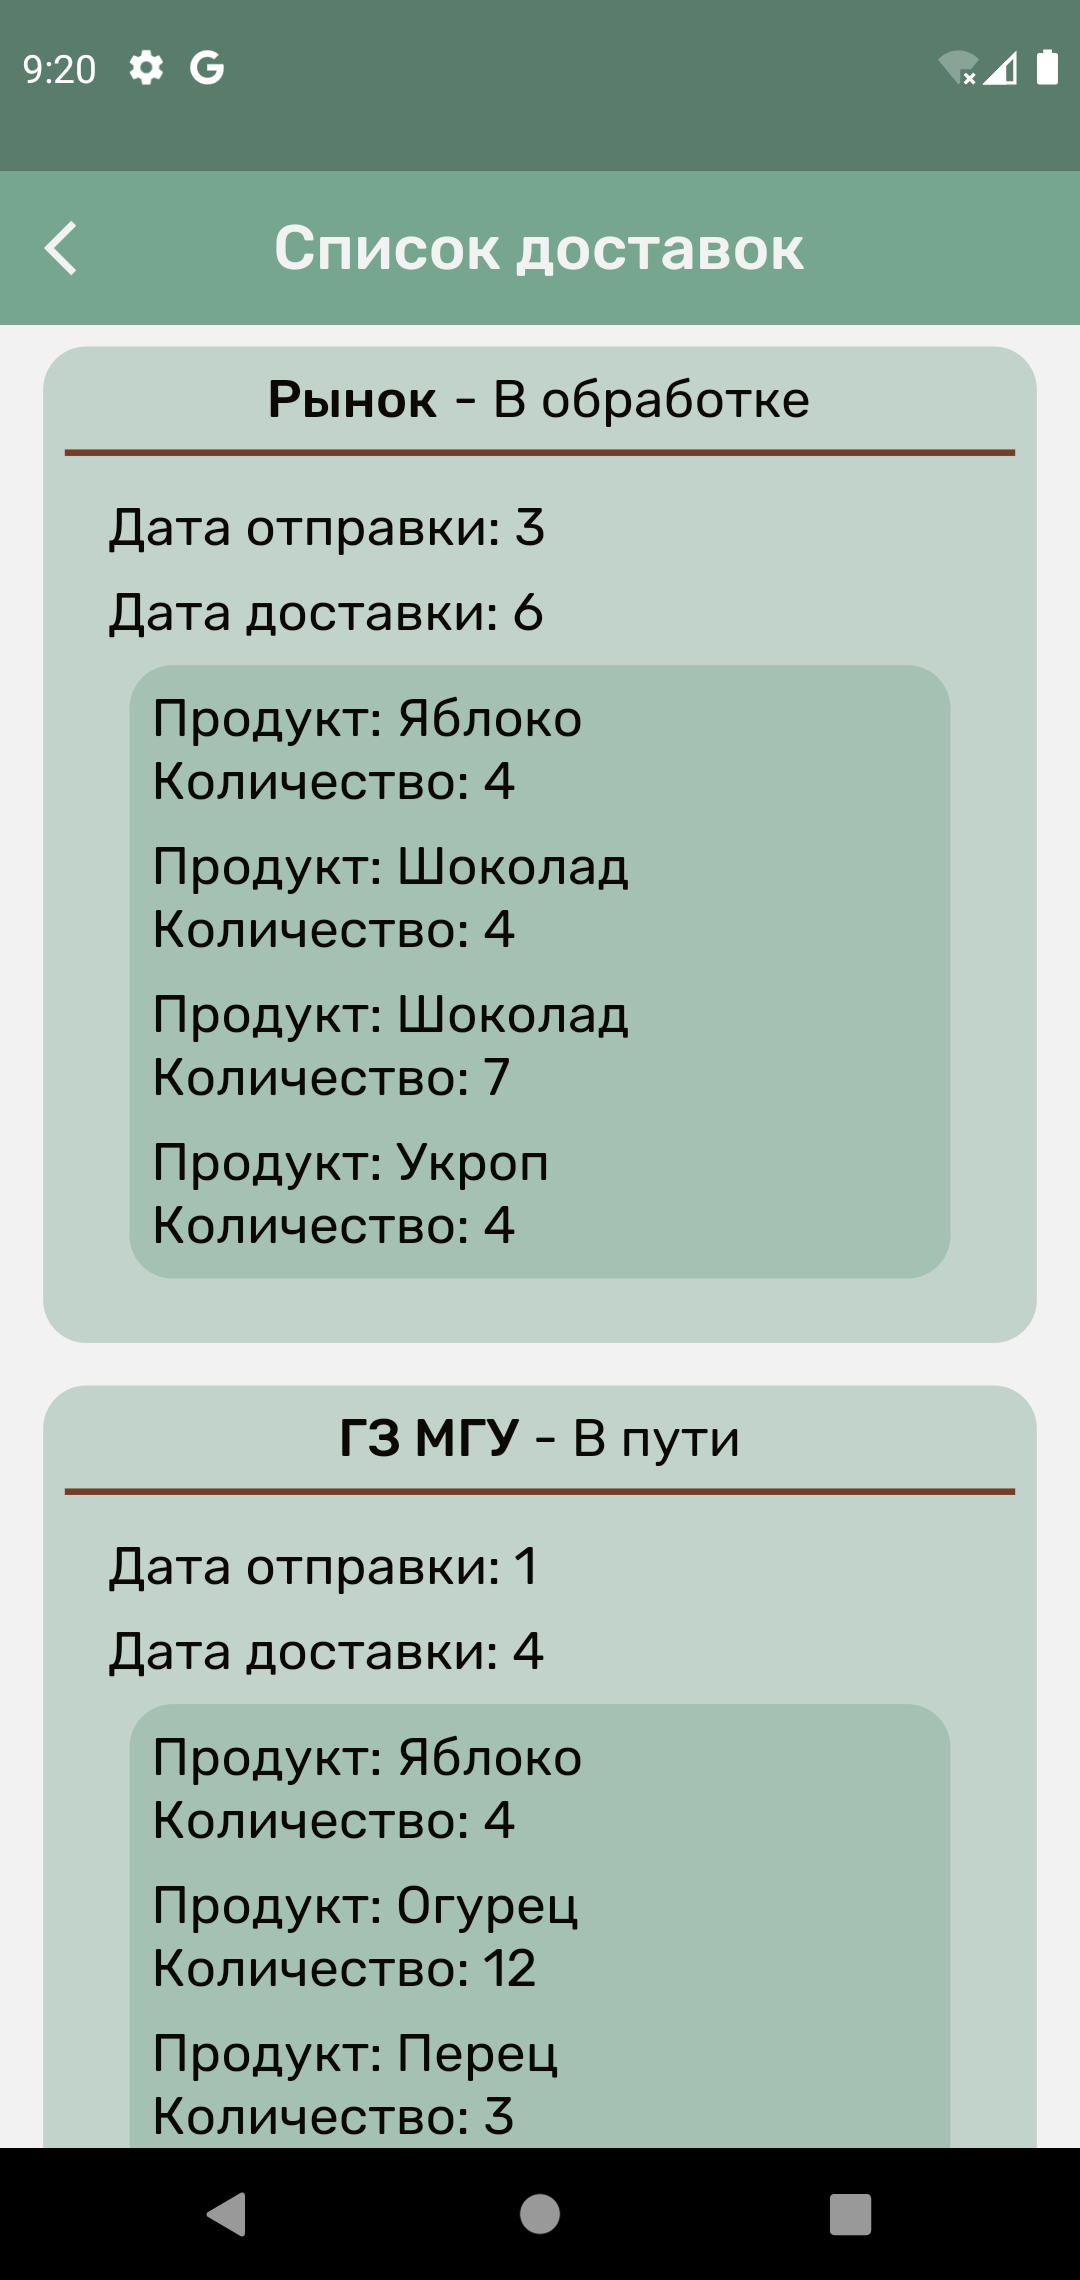 9:20
Список доставок
Рынок - В обработке
Дата отправки: 3
Дата доставки: 6
Продукт: Яблоко
Количество: 4
Продукт: Шоколад
Количество: 4
Продукт: Шоколад
Количество: 7
Продукт: Укроп
Количество: 4
ГЗ МГУ - В пути
Дата отправки: 1
Дата доставки: 4
Продукт: Яблоко
Количество: 4
Продукт: Огурец
Количество: 12
Продукт: Перец
Количество: 3